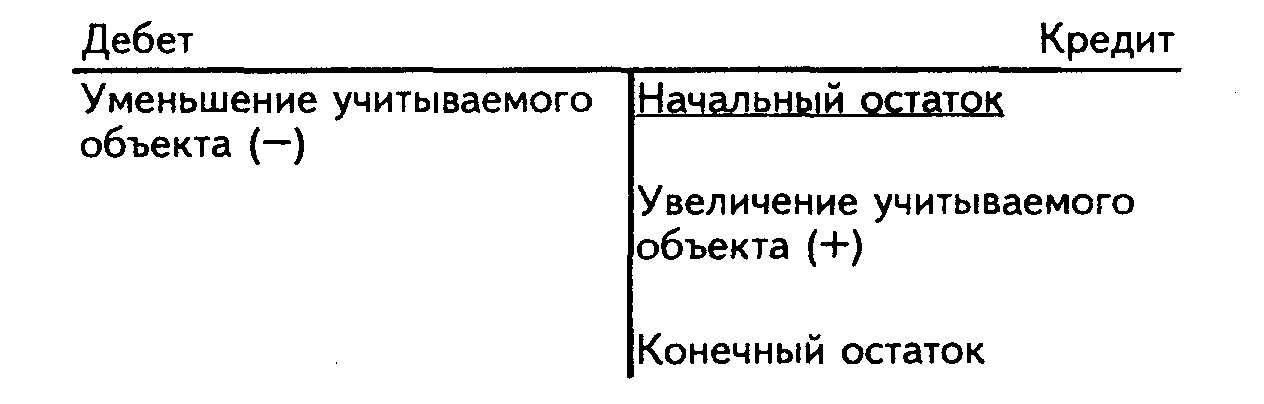 Дебет Кредит
Уменьшение учитываемого
объекта (—)
Начальный остаток
Увеличение учитываемого
объекта (+)
Конечный остаток